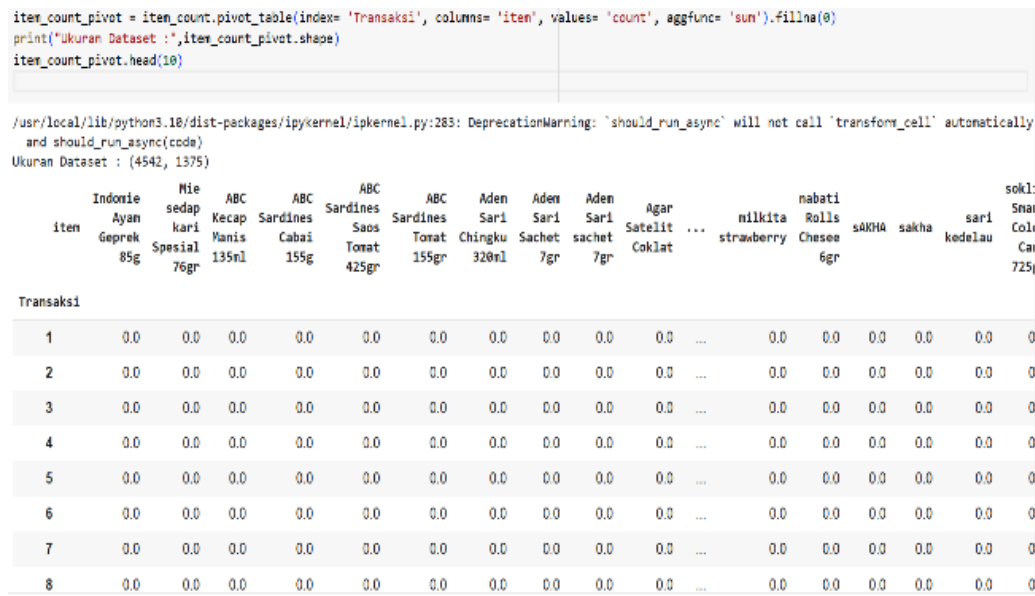 item_count_pivot = item_count.pivot_table(index= 'Transaksi', columns= 'item', values= 'count', aggfunc= 'sum').fillna(0)
print("Ukuran Dataset :",item_count_pivot.shape)
item_count_pivot.head(10)
/usr/local/lib/python3.10/dist-packages/ipykernel/ipkernel.py:283: DeprecationWarning: `should_run_async` will not call `transform_cell` automatically
and should_run_async(code)
Ukuran Dataset : (4542, 1375)
item Indomie Ayam Geprek 85g Mie sedap kari Spesial 76gr ABC Kecap Manis 135ml ABC Sardines Cabai 155g ABC Sardines Saos Tomat 425gr ABC Sardines Tomat 155gr Adem Sari Chingku 320ml Adem Sari Sachet 7gr Adem Sari sachet 7gr Agar Satelit Coklat ... milkita strawberry nabati Rolls Chesee 6gr sAKHA sakha sari kedelau sokli Smar Colo Ca 725g
Transaksi
1 0.0 0.0 0.0 0.0 0.0 0.0 0.0 0.0 0.0 0.0 ... 0.0 0.0 0.0 0.0 0.0 0
2 0.0 0.0 0.0 0.0 0.0 0.0 0.0 0.0 0.0 0.0 ... 0.0 0.0 0.0 0.0 0.0 0
3 0.0 0.0 0.0 0.0 0.0 0.0 0.0 0.0 0.0 0.0 ... 0.0 0.0 0.0 0.0 0.0 0
4 0.0 0.0 0.0 0.0 0.0 0.0 0.0 0.0 0.0 0.0 ... 0.0 0.0 0.0 0.0 0.0 0
5 0.0 0.0 0.0 0.0 0.0 0.0 0.0 0.0 0.0 0.0 ... 0.0 0.0 0.0 0.0 0.0 0
6 0.0 0.0 0.0 0.0 0.0 0.0 0.0 0.0 0.0 0.0 ... 0.0 0.0 0.0 0.0 0.0 0
7 0.0 0.0 0.0 0.0 0.0 0.0 0.0 0.0 0.0 0.0 ... 0.0 0.0 0.0 0.0 0.0 0
8 0.0 0.0 0.0 0.0 0.0 0.0 0.0 0.0 0.0 0.0 ... 0.0 0.0 0.0 0.0 0.0 0